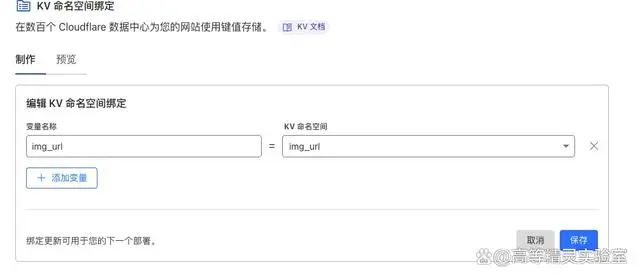 KV 命名空间绑定
在数百个 Cloudflare 数据中心为您的网站使用键值存储。 KV 文档
制作 预览
编辑 KV 命名空间绑定
变量名称 KV 命名空间
img_url = img_url
+ 添加变量
绑定更新可用于您的下一个部署。 取消 保存
@高等精灵实验室